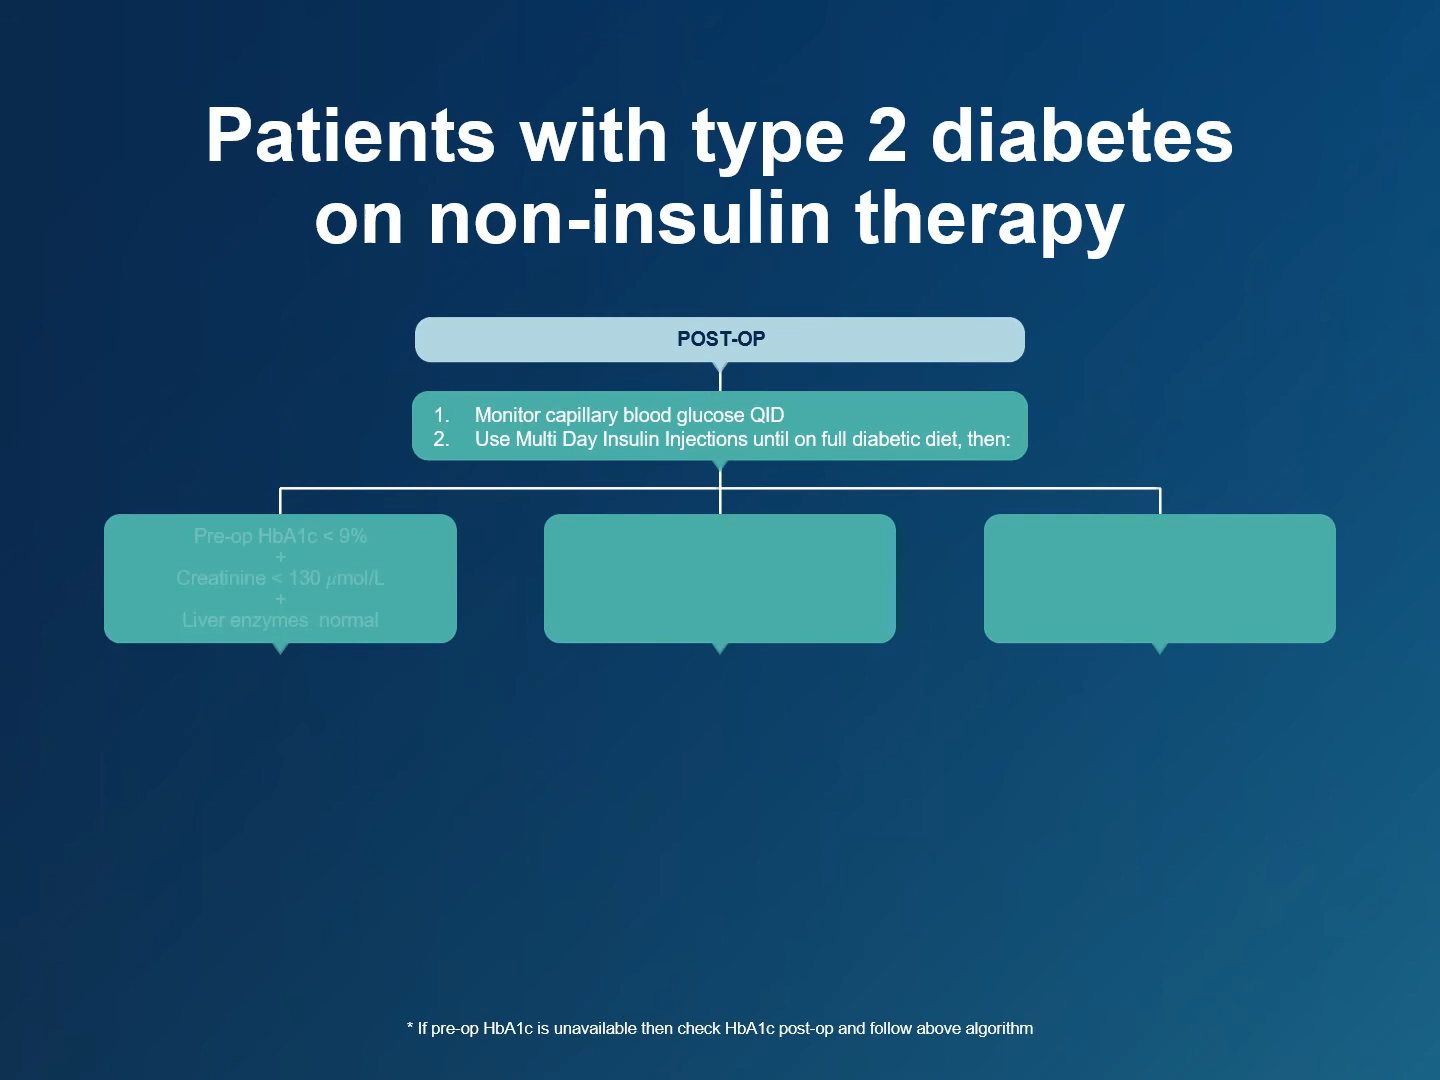 Patients with type 2 diabetes
on non-insulin therapy
POST-OP
1. Monitor capillary blood glucose QID
2. Use Multi Day Insulin Injections until on full diabetic diet, then:
Pre-op HbA1c < 9%
+
Creatinine < 130 μmol/L
+
Liver enzymes normal
* If pre-op HbA1c is unavailable then check HbA1c post-op and follow above algorithm